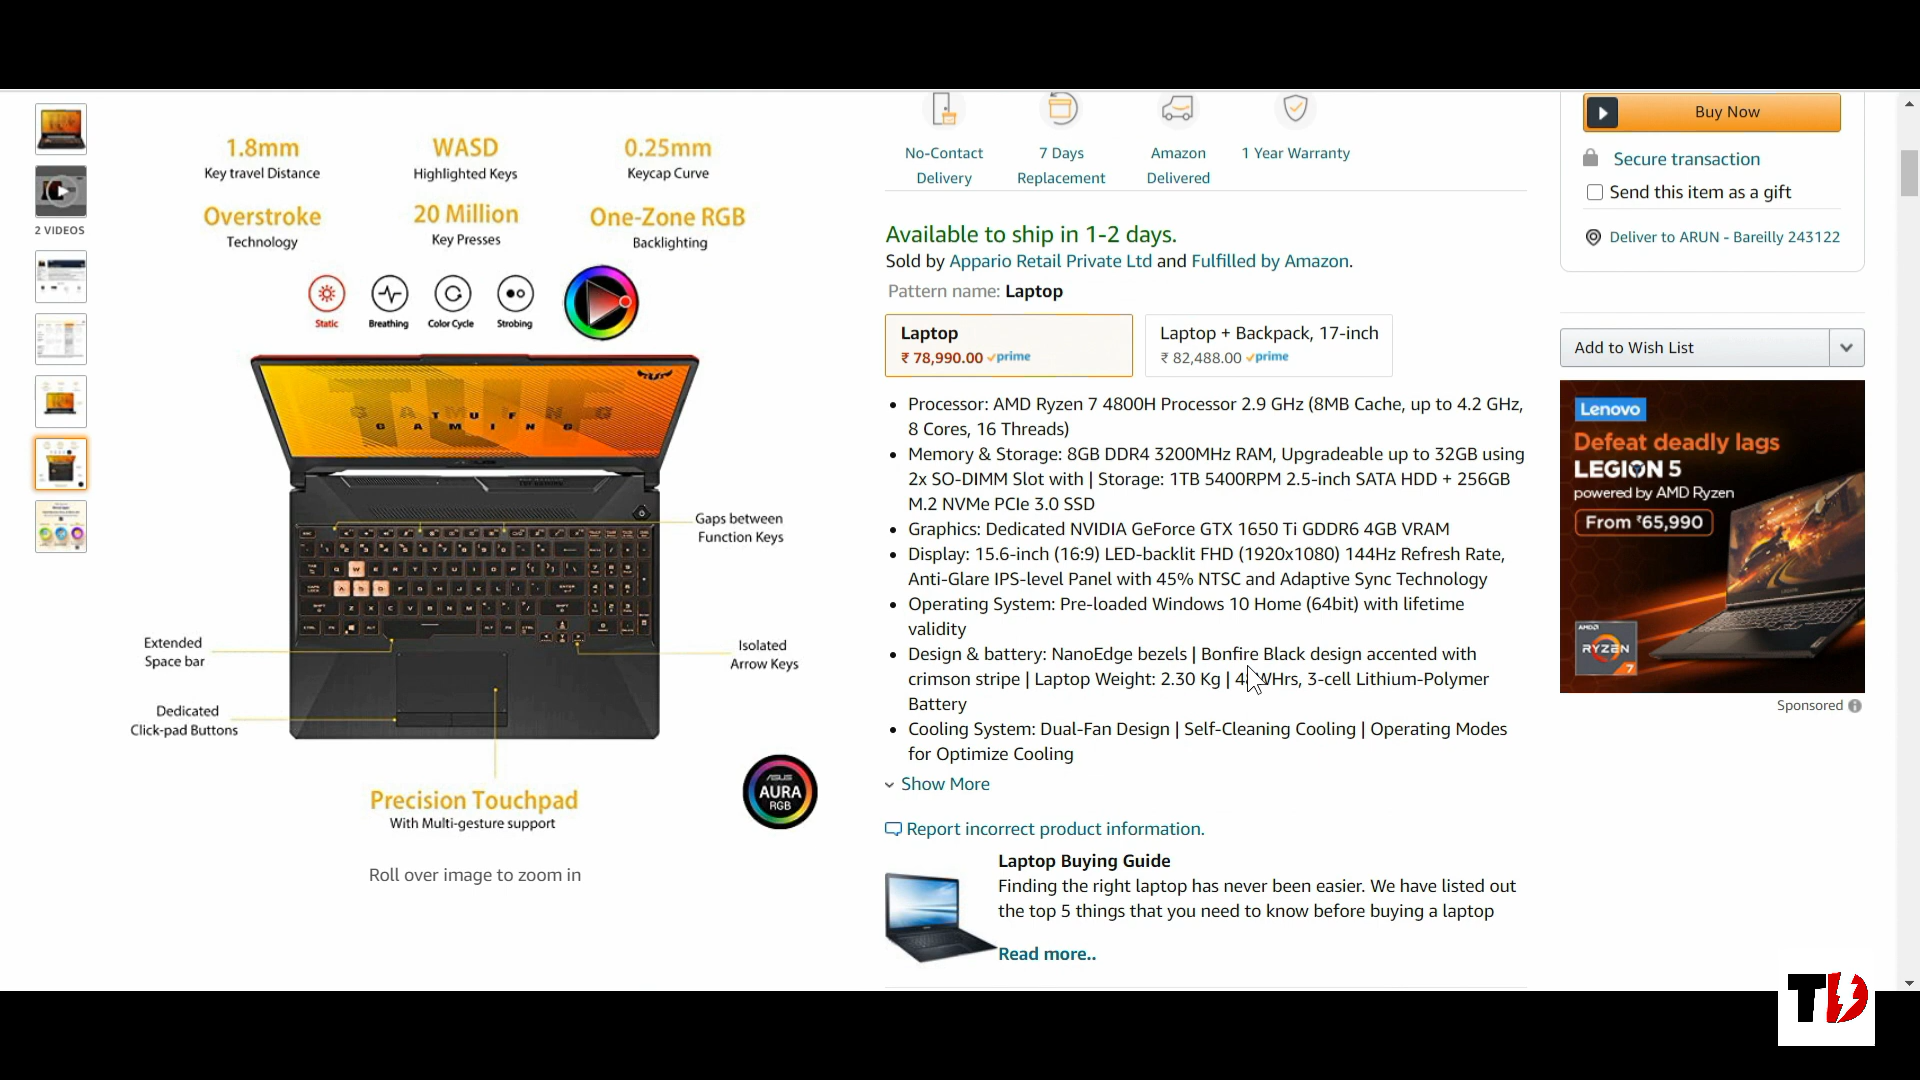 1.8mm
Key travel Distance
WASD
Highlighted Keys
0.25mm
Keycap Curve
Overstroke
Technology
20 Million
Key Presses
One-Zone RGB
Backlighting
Static
Breathing
Color Cycle
Strobing
2 VIDEOS
TUF
GAMING
Gaps between
Function Keys
Extended
Space bar
Isolated
Arrow Keys
Dedicated
Click-pad Buttons
Precision Touchpad
With Multi-gesture support
ASUS
AURA
RGB
Roll over image to zoom in
No-Contact
Delivery
7 Days
Replacement
Amazon
Delivered
1 Year Warranty
Available to ship in 1-2 days.
Sold by Appario Retail Private Ltd and Fulfilled by Amazon.
Pattern name: Laptop
Laptop
₹ 78,990.00 prime
Laptop + Backpack, 17-inch
₹ 82,488.00 prime
Processor: AMD Ryzen 7 4800H Processor 2.9 GHz (8MB Cache, up to 4.2 GHz,
8 Cores, 16 Threads)
Memory & Storage: 8GB DDR4 3200MHz RAM, Upgradeable up to 32GB using
2x SO-DIMM Slot with | Storage: 1TB 5400RPM 2.5-inch SATA HDD + 256GB
M.2 NVMe PCIe 3.0 SSD
Graphics: Dedicated NVIDIA GeForce GTX 1650 Ti GDDR6 4GB VRAM
Display: 15.6-inch (16:9) LED-backlit FHD (1920x1080) 144Hz Refresh Rate,
Anti-Glare IPS-level Panel with 45% NTSC and Adaptive Sync Technology
Operating System: Pre-loaded Windows 10 Home (64bit) with lifetime
validity
Design & battery: NanoEdge bezels | Bonfire Black design accented with
crimson stripe | Laptop Weight: 2.30 Kg | WHrs, 3-cell Lithium-Polymer
Battery
Cooling System: Dual-Fan Design | Self-Cleaning Cooling | Operating Modes
for Optimize Cooling
Show More
Report incorrect product information.
Laptop Buying Guide
Finding the right laptop has never been easier. We have listed out
the top 5 things that you need to know before buying a laptop
Read more..
Buy Now
Secure transaction
Send this item as a gift
Deliver to ARUN - Bareilly 243122
Add to Wish List
Lenovo
Defeat deadly lags
LEGION 5
powered by AMD Ryzen
From ₹65,990
AMD
RYZEN
7
Sponsored
TD